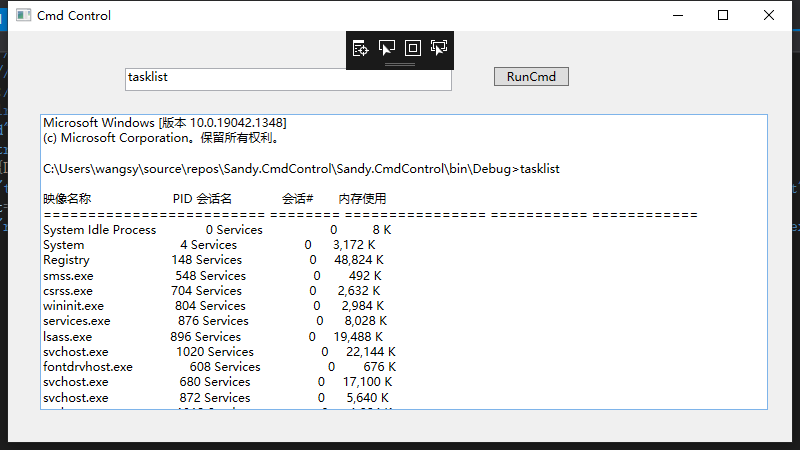 Cmd Control
tasklist
RunCmd
Microsoft Windows [版本 10.0.19042.1348]
(c) Microsoft Corporation。保留所有权利。
C:\Users\wangsy\source\repos\Sandy.CmdControl\Sandy.CmdControl\bin\Debug>tasklist
映像名称 PID 会话名 会话# 内存使用
========================= ======== ================ =========== ============
System Idle Process 0 Services 0 8 K
System 4 Services 0 3,172 K
Registry 148 Services 0 48,824 K
smss.exe 548 Services 0 492 K
csrss.exe 704 Services 0 2,632 K
wininit.exe 804 Services 0 2,984 K
services.exe 876 Services 0 8,028 K
lsass.exe 896 Services 0 19,488 K
svchost.exe 1020 Services 0 22,144 K
fontdrvhost.exe 608 Services 0 676 K
svchost.exe 680 Services 0 17,100 K
svchost.exe 872 Services 0 5,640 K